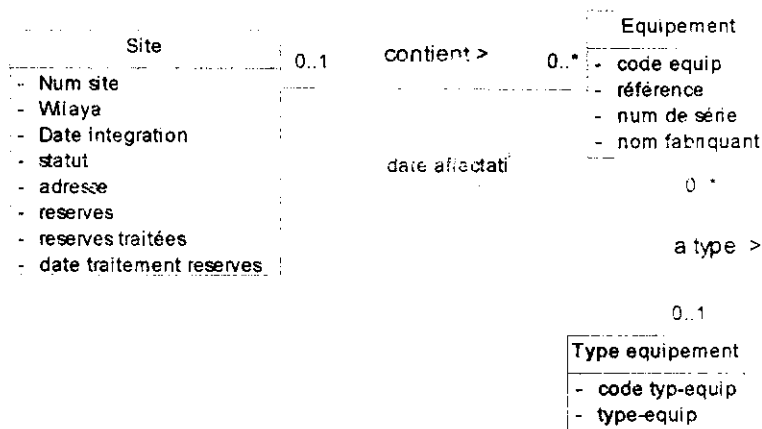 Site
- Num site
- Wilaya
- Date integration
- statut
- adresse
- reserves
- reserves traitées
- date traitement reserves
0..1
contient >
0..*
date affectati
Equipement
- code equip
- référence
- num de série
- nom fabriquant
0 *
a type >
0..1
Type equipement
- code typ-equip
- type-equip